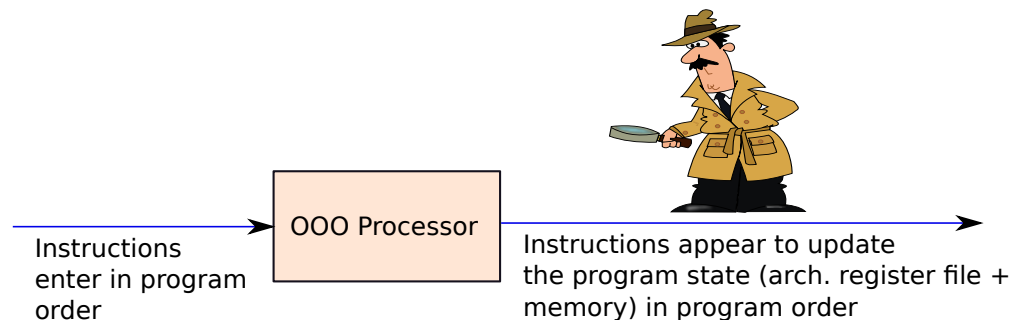 OOO Processor
Instructions
enter in program
order
Instructions appear to update
the program state (arch. register file +
memory) in program order